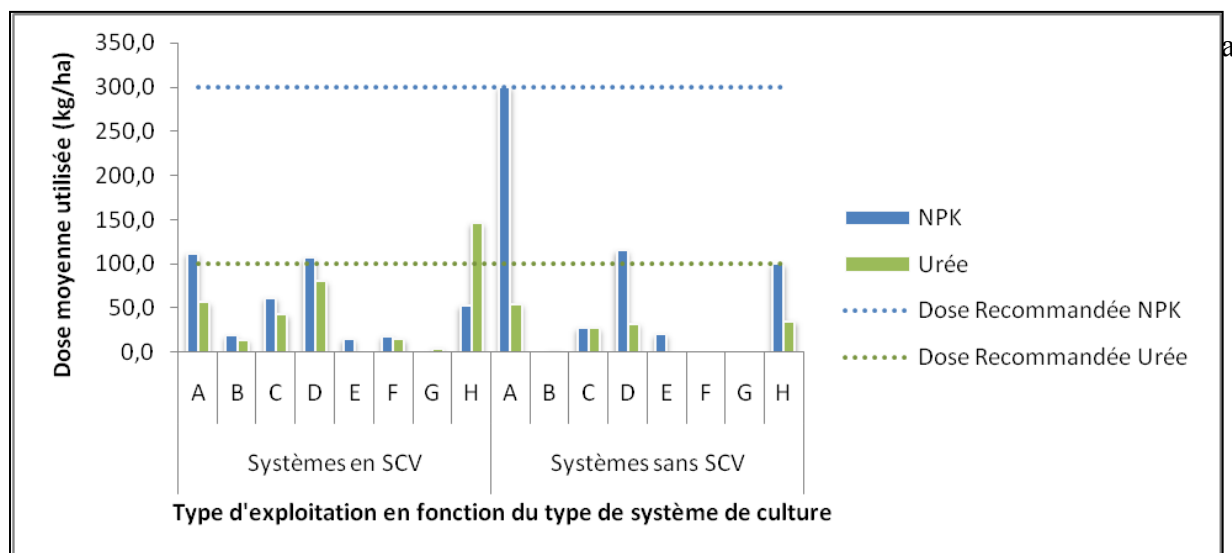 350,0
300,0
250,0
200,0
150,0
100,0
50,0
0,0
Dose moyenne utilisée (kg/ha)
A B C D E F G H A B C D E F G H
Systèmes en SCV Systèmes sans SCV
Type d'exploitation en fonction du type de système de culture
NPK
Urée
Dose Recommandée NPK
Dose Recommandée Urée
a